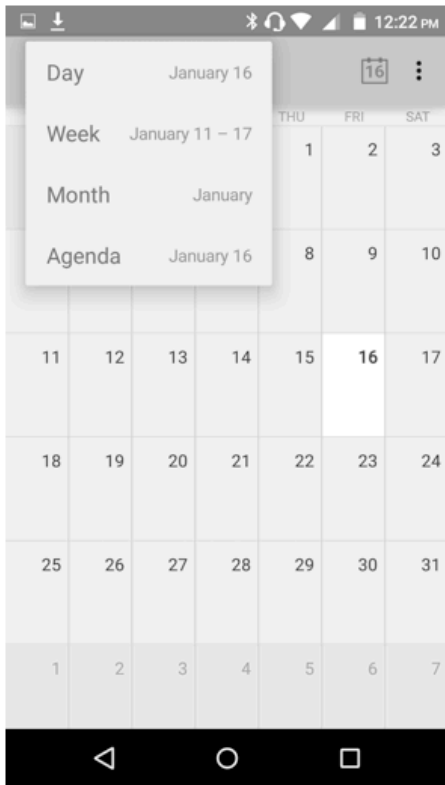 12:22 PM
Day January 16
16
Week January 11 – 17
THU FRI SAT
1 2 3
Month January
Agenda January 16
8 9 10
11 12 13 14 15 16 17
18 19 20 21 22 23 24
25 26 27 28 29 30 31
1 2 3 4 5 6 7